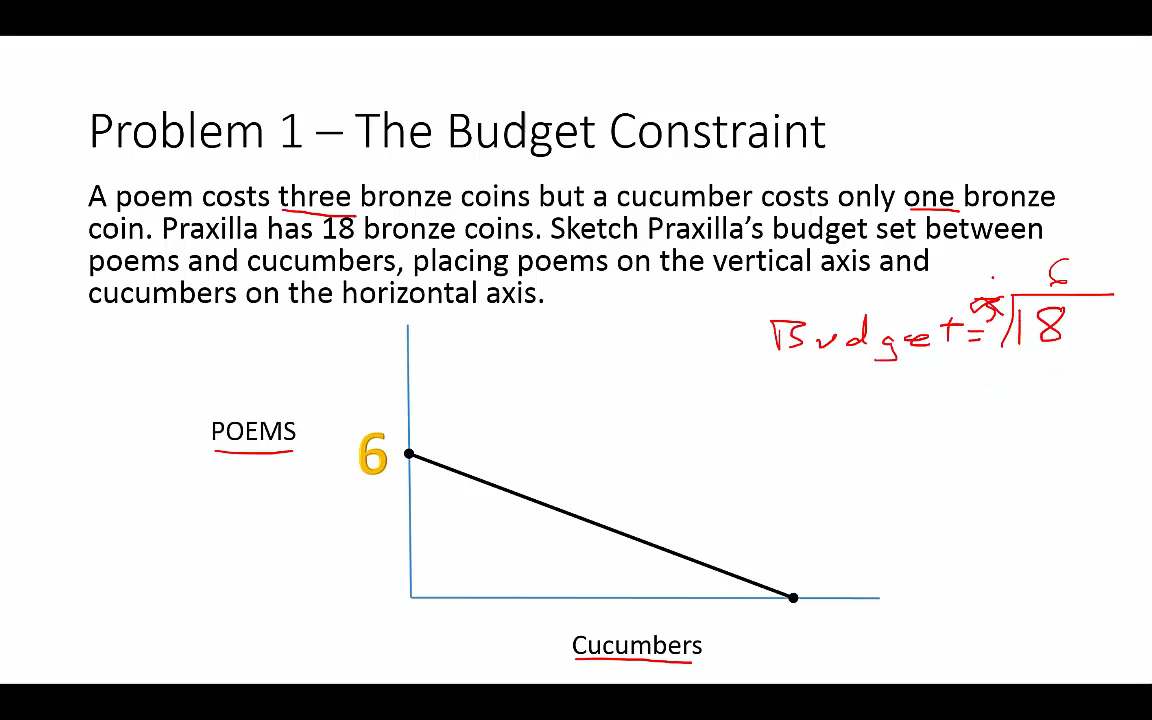 Problem 1 – The Budget Constraint
A poem costs three bronze coins but a cucumber costs only one bronze
coin. Praxilla has 18 bronze coins. Sketch Praxilla’s budget set between
poems and cucumbers, placing poems on the vertical axis and
cucumbers on the horizontal axis.
6
Budget = 18
POEMS
6
Cucumbers